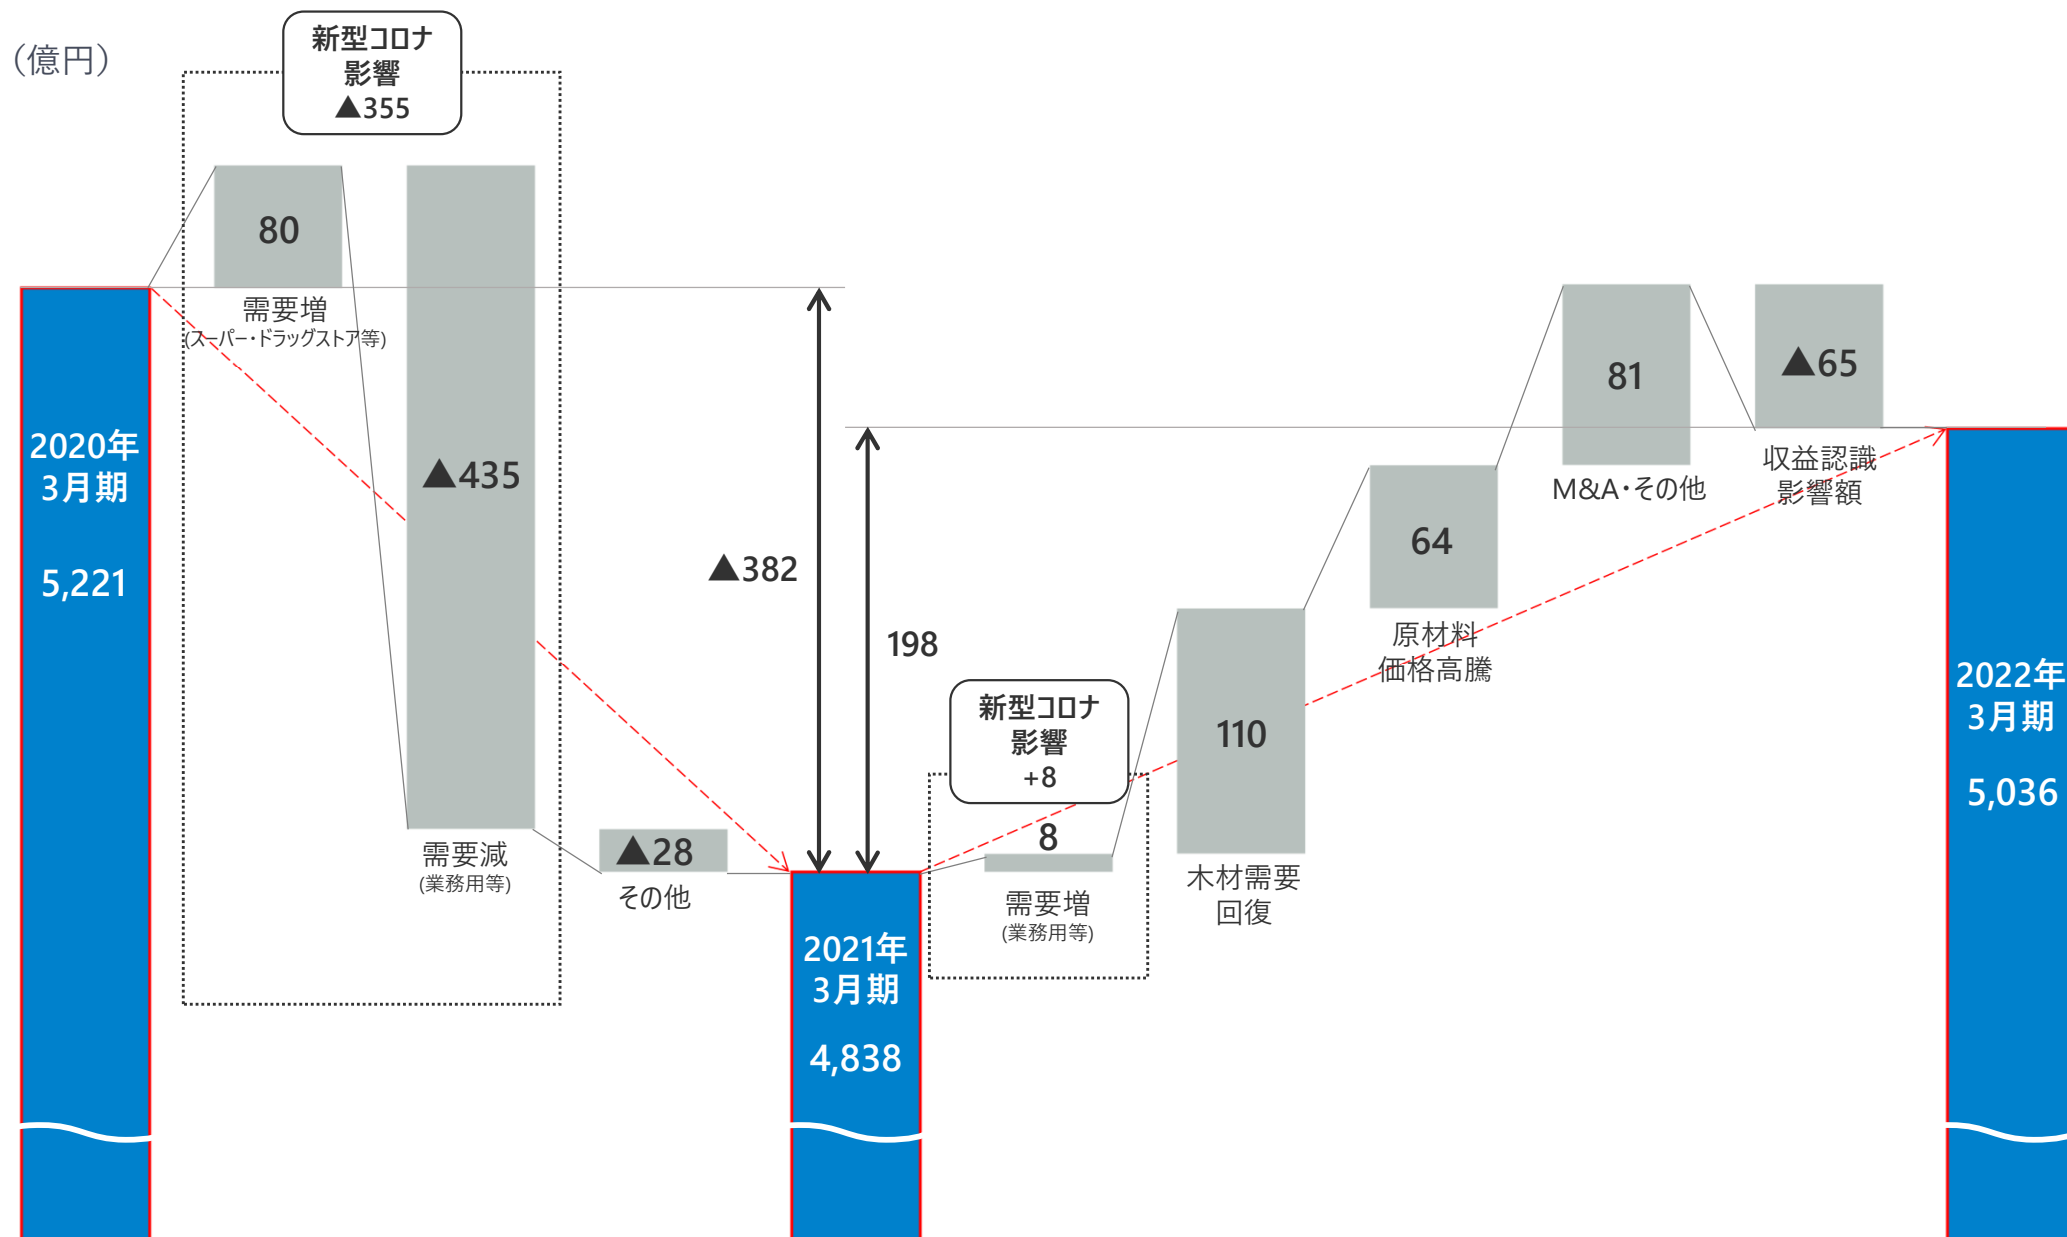 （億円）
新型コロナ
影響
▲355
80
需要増
(スーパー・ドラッグストア等)
▲435
需要減
(業務用等)
▲28
その他
2020年
3月期
5,221
▲382
198
2021年
3月期
4,838
新型コロナ
影響
+8
8
需要増
(業務用等)
110
木材需要
回復
64
原材料
価格高騰
81
M&A・その他
▲65
収益認識
影響額
2022年
3月期
5,036